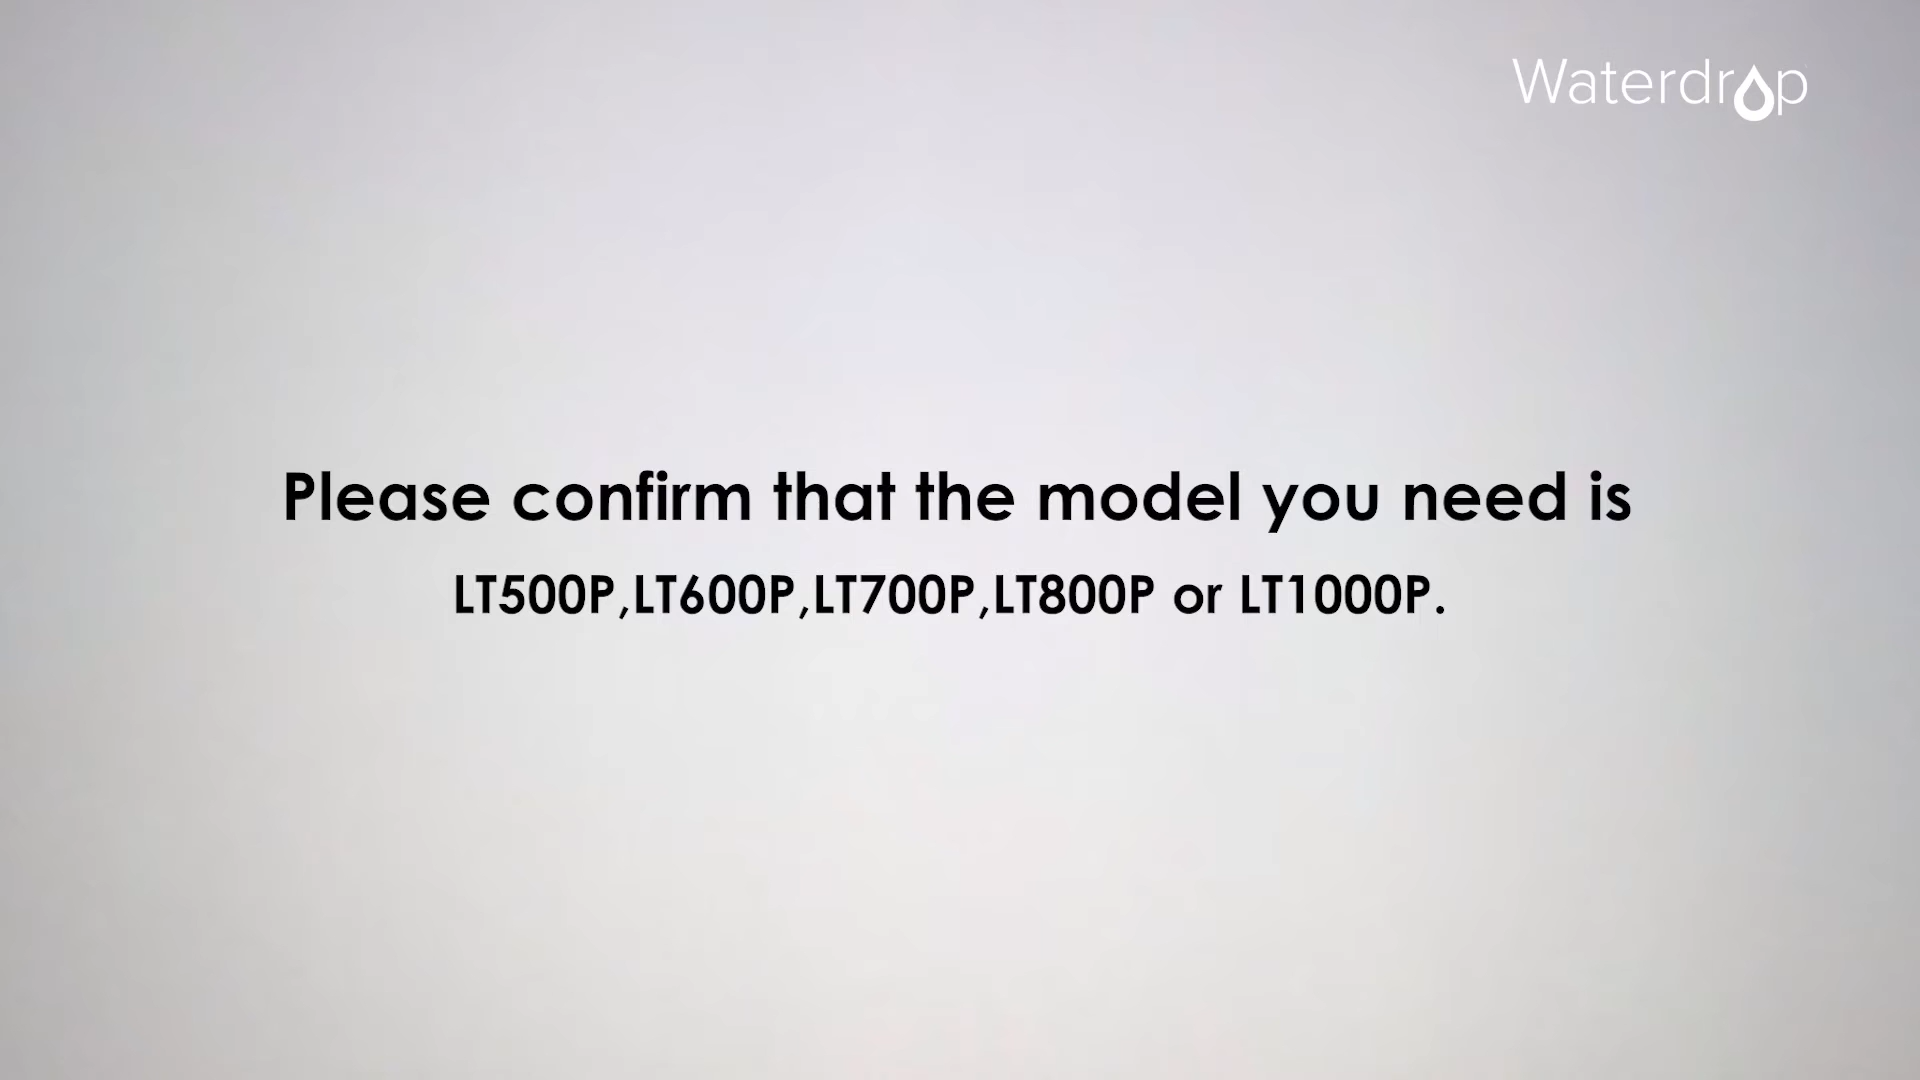 Waterdrop
Please confirm that the model you need is
LT500P,LT600P,LT700P,LT800P or LT1000P.